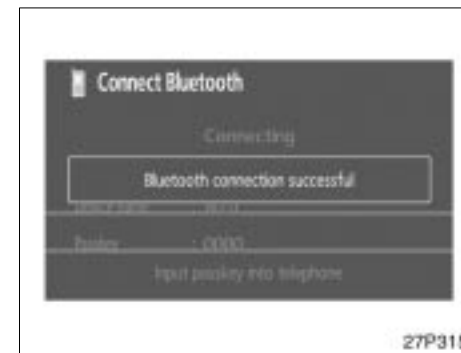 Connect Bluetooth
Connecting
Bluetooth connection successful
Passkey : 0000
Input passkey into telephone
27P315